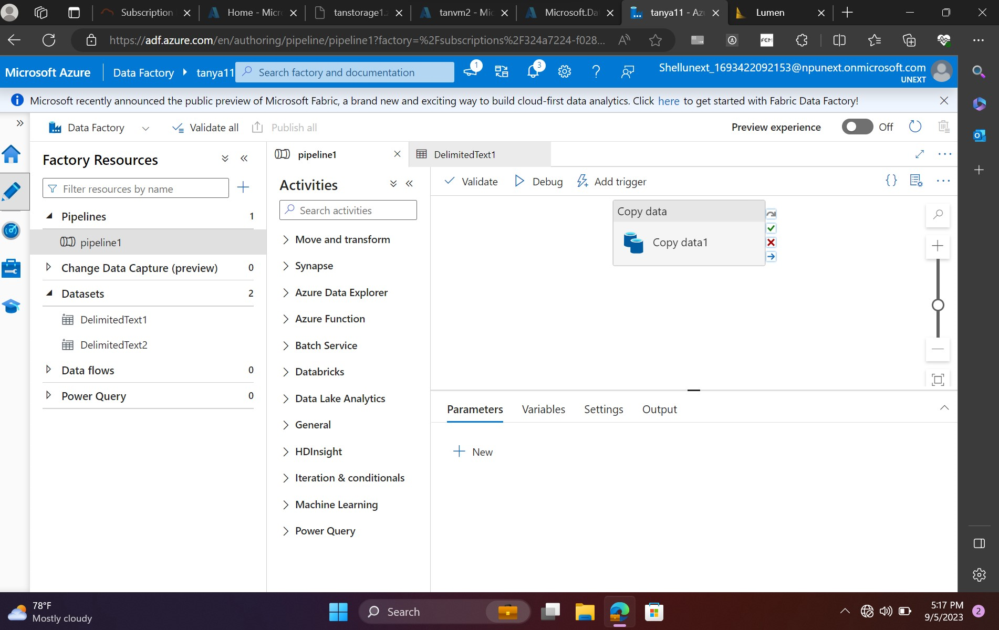 Subscription
Home - Micr
tanstorage1.
tanvm2 - Mic
Microsoft.Da
tanya11 - Az
Lumen
https://adf.azure.com/en/authoring/pipeline/pipeline1?factory=%2Fsubscriptions%2F324a7224-f028...
FCM
Microsoft Azure
Data Factory
tanya11
Search factory and documentation
1
3
Shellunext_1693422092153@npunext.onmicrosoft.com
UNEXT
Microsoft recently announced the public preview of Microsoft Fabric, a brand new and exciting way to build cloud-first data analytics. Click here to get started with Fabric Data Factory!
Data Factory
Validate all
Publish all
Preview experience
Off
Factory Resources
Filter resources by name
Pipelines 1
pipeline1
Change Data Capture (preview) 0
Datasets 2
DelimitedText1
DelimitedText2
Data flows 0
Power Query 0
pipeline1
DelimitedText1
Activities
Search activities
Move and transform
Synapse
Azure Data Explorer
Azure Function
Batch Service
Databricks
Data Lake Analytics
General
HDInsight
Iteration & conditionals
Machine Learning
Power Query
Validate
Debug
Add trigger
Copy data
Copy data1
Parameters
Variables
Settings
Output
New
78°F
Mostly cloudy
Search
5:17 PM
9/5/2023
2